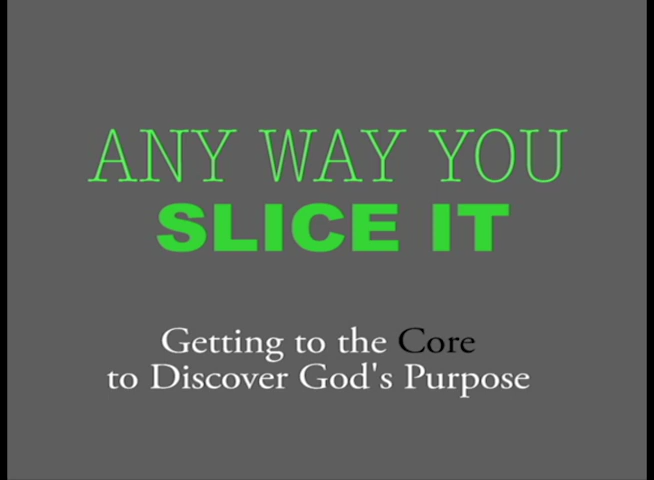 ANY WAY YOU
SLICE IT
Getting to the Core
to Discover God's Purpose